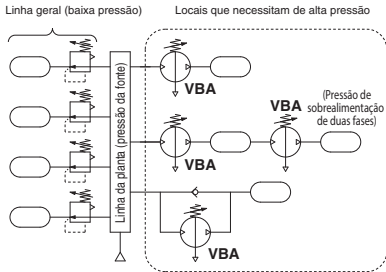 Linha geral (baixa pressão)
Locais que necessitam de alta pressão
Linha da planta (pressão da fonte)
VBA
VBA
(Pressão de
sobrealimentação
de duas fases)
VBA
VBA